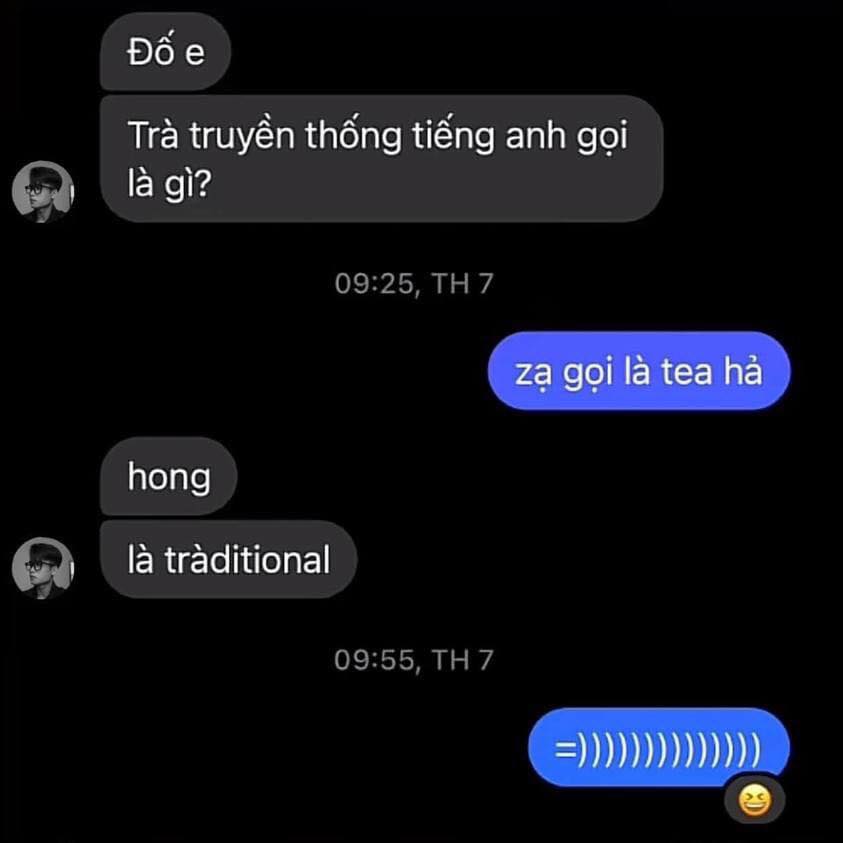 Đố e
Trà truyền thống tiếng anh gọi
là gì?
09:25, TH 7
zạ gọi là tea hả
hong
là tràditional
09:55, TH 7
=))))))))))))))